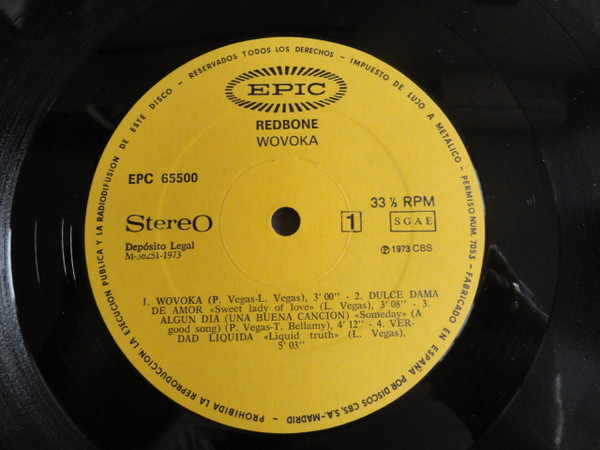 RESERVADOS TODOS LOS DERECHOS - IMPUESTO DE LUJO A METALICO - PERMISO NUM. 7053 - FABRICADO EN ESPAÑA POR DISCOS CBS, S.A.-MADRID - PROHIBIDA LA REPRODUCCION, LA EJECUCION PUBLICA Y LA RADIODIFUSION DE ESTE DISCO -
EPIC
REDBONE
WOVOKA
EPC 65500
33 ⅓ RPM
Stereo
1
SGAE
Depósito Legal
M-36251-1973
℗ 1973 CBS
1. WOVOKA (P. Vegas-L. Vegas), 3'00" - 2. DULCE DAMA
DE AMOR «Sweet lady of love» (L. Vegas), 3'08" - 3.
ALGUN DIA (UNA BUENA CANCION) «Someday» (A
good song) (P. Vegas-T. Bellamy), 4'12" - 4. VER-
DAD LIQUIDA «Liquid truth» (L. Vegas),
5'03"